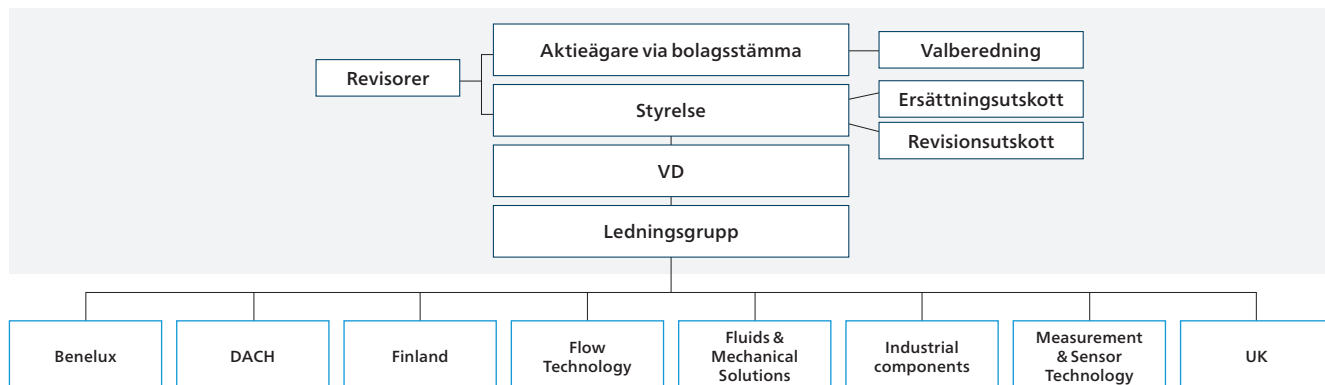 Aktieägare via bolagsstämma
Valberedning
Revisorer
Styrelse
Ersättningsutskott
Revisionsutskott
VD
Ledningsgrupp
Benelux
DACH
Finland
Flow
Technology
Fluids &
Mechanical
Solutions
Industrial
components
Measurement
& Sensor
Technology
UK